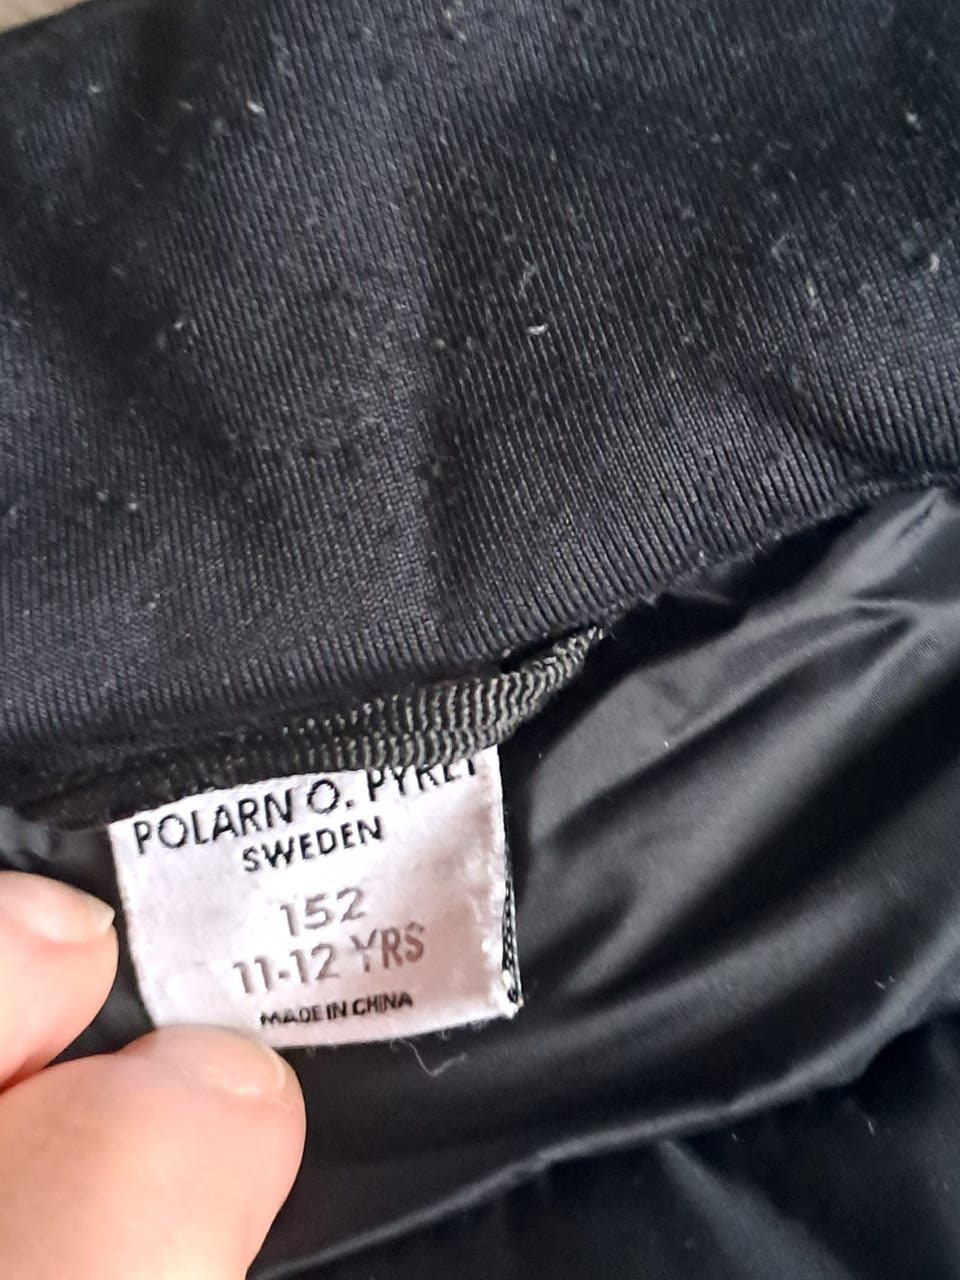 POLARN O. PYRET
SWEDEN
152
11-12 YRS
MADE IN CHINA